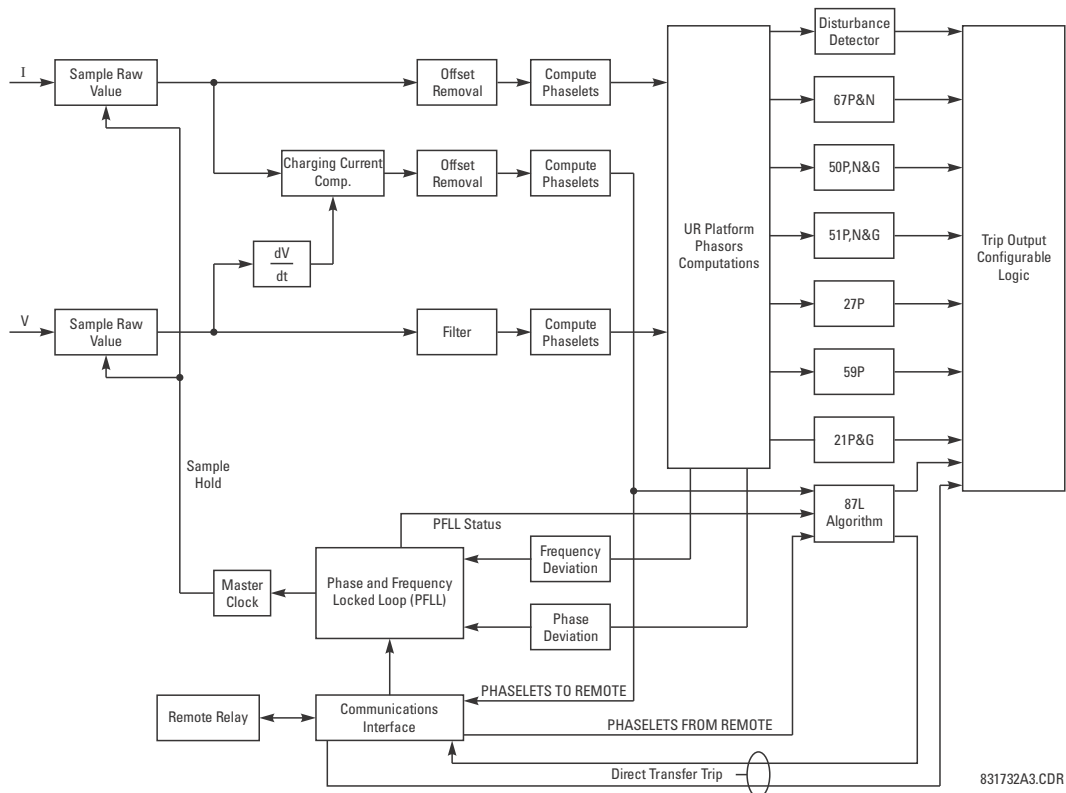 I
Sample Raw
Value
Offset
Removal
Compute
Phaselets
Disturbance
Detector
67P&N
Charging Current
Comp.
Offset
Removal
Compute
Phaselets
50P,N&G
UR Platform
Phasors
Computations
51P,N&G
Trip Output
Configurable
Logic
dV
dt
27P
V
Sample Raw
Value
Filter
Compute
Phaselets
59P
21P&G
Sample
Hold
87L
Algorithm
PFLL Status
Frequency
Deviation
Phase and Frequency
Locked Loop (PFLL)
Master
Clock
Phase
Deviation
PHASELETS TO REMOTE
Remote Relay
Communications
Interface
PHASELETS FROM REMOTE
Direct Transfer Trip
831732A3.CDR